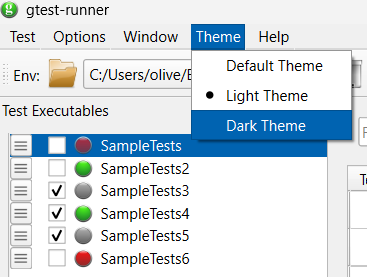 gtest-runner
Test Options Window Theme Help
Default Theme
Env: C:/Users/olive/
Light Theme
Dark Theme
Test Executables
SampleTests
SampleTests2
SampleTests3
SampleTests4
SampleTests5
SampleTests6